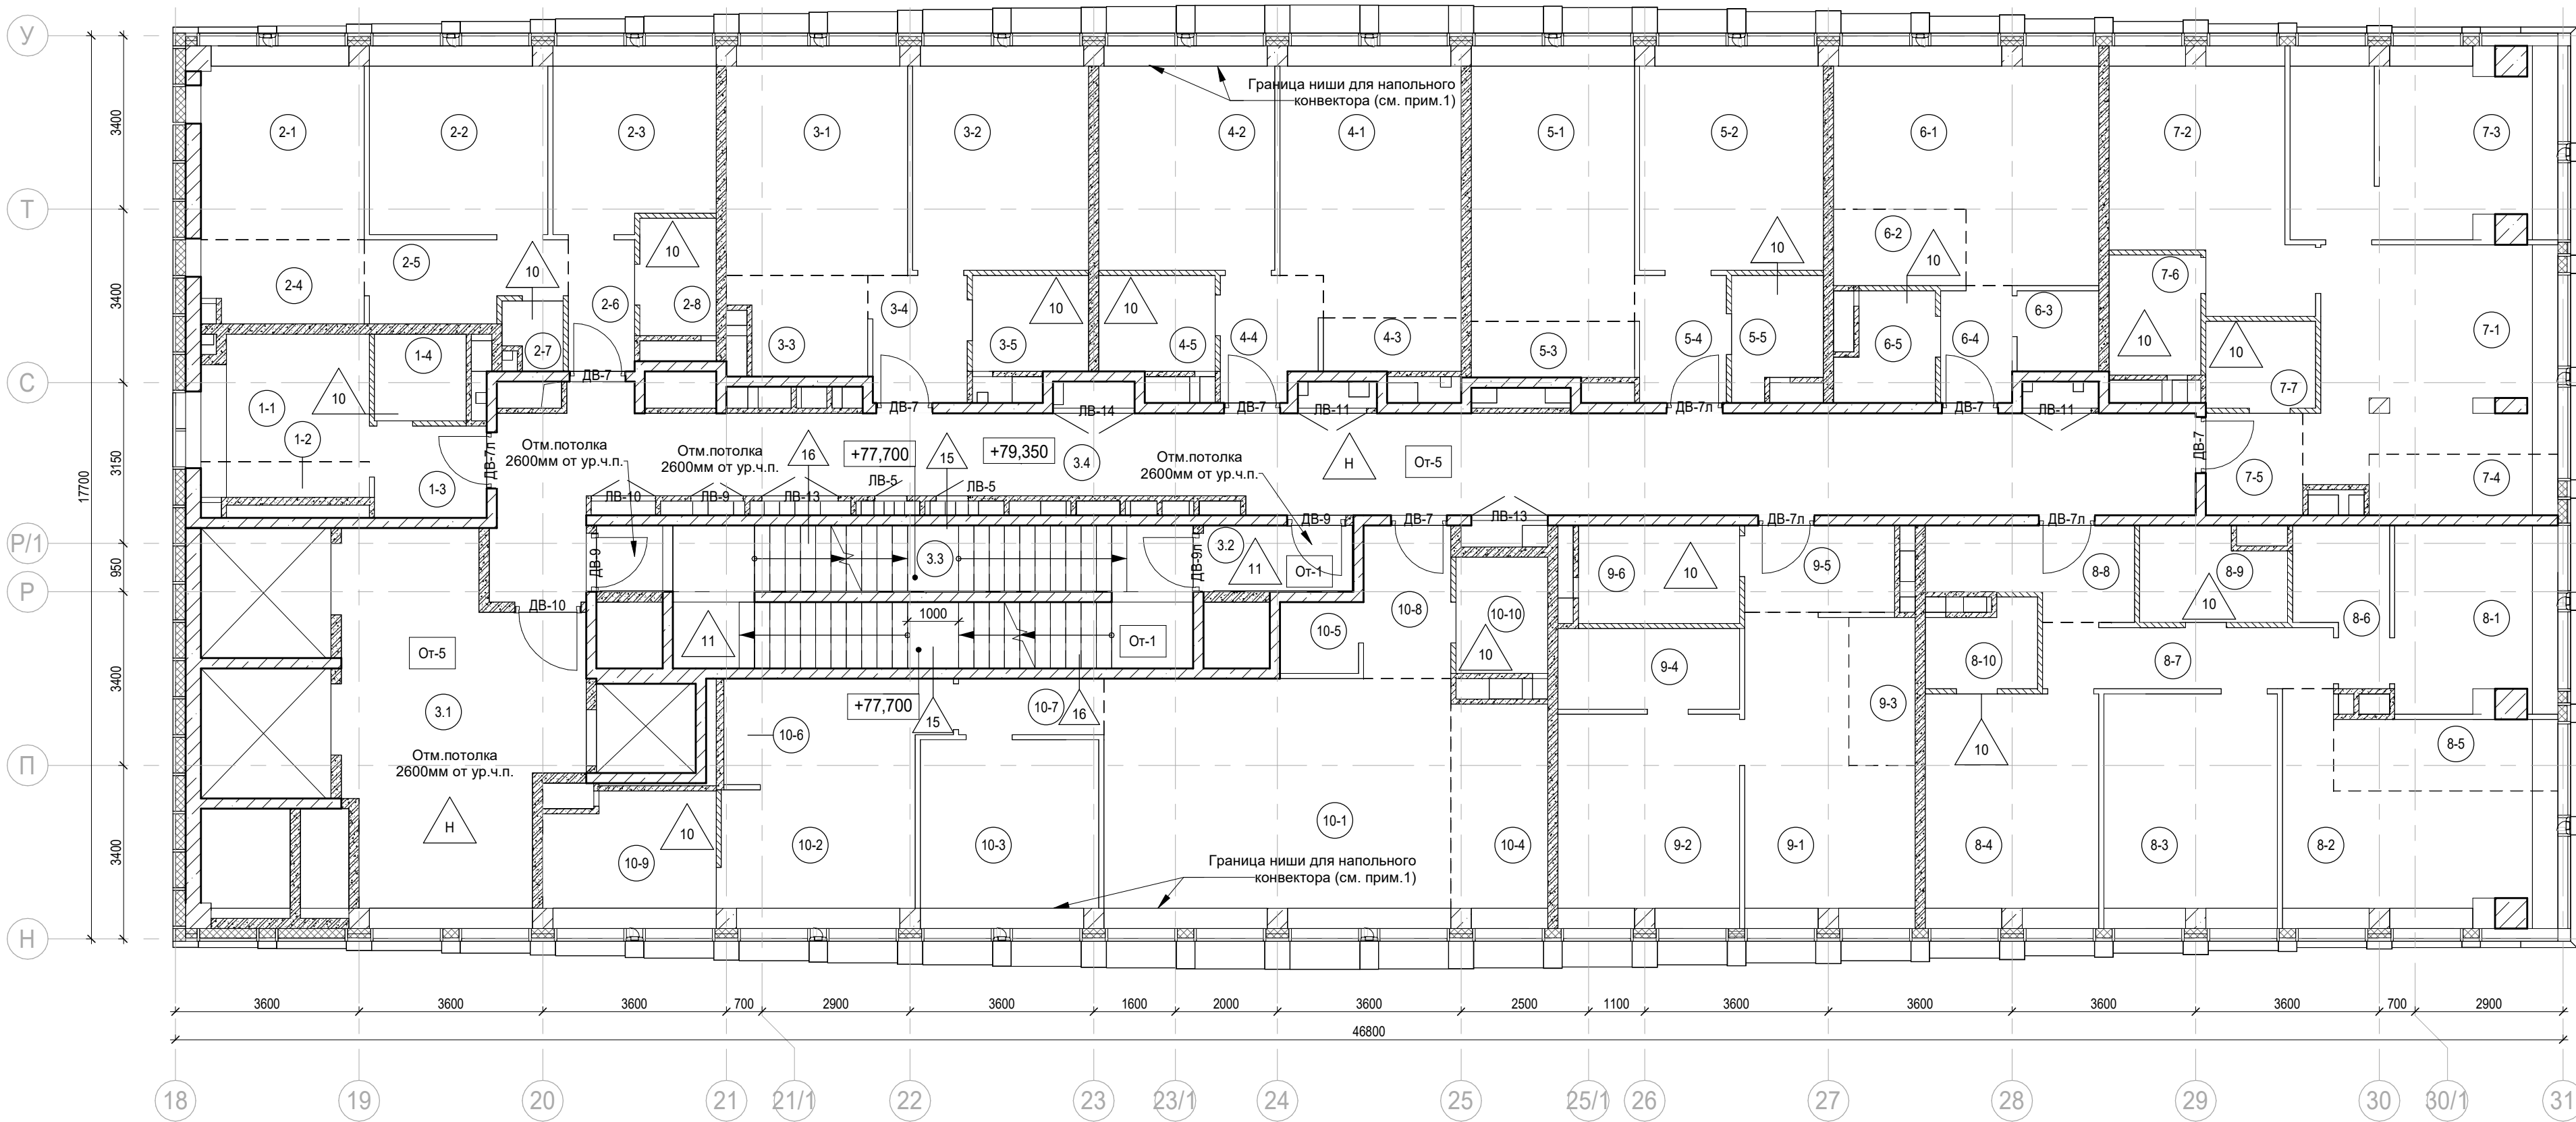 У
Т
С
Р/1
Р
П
Н
3400
3400
3150
950
3400
3400
17700
2-1
2-2
2-3
3-1
3-2
4-2
4-1
5-1
5-2
6-1
7-2
7-3
Граница ниши для напольного
конвектора (см. прим.1)
2-4
2-5
10
2-6
10
2-8
2-7
3-4
3-3
10
3-5
10
4-5
4-4
4-3
5-3
5-4
10
5-5
6-2
10
6-3
6-5
6-4
7-6
10
10
7-7
7-1
1-4
10
1-1
1-2
1-3
ДВ-7
ДВ-7
ЛВ-14
ДВ-7
ЛВ-11
ДВ-7л
ДВ-7
ЛВ-11
ДВ-7
ДВ-7л
7-5
7-4
Отм.потолка
2600мм от ур.ч.п.
Отм.потолка
2600мм от ур.ч.п.
16
+77,700
15
+79,350
3.4
Отм.потолка
2600мм от ур.ч.п.
Н
От-5
ЛВ-10
ЛВ-9
ЛВ-13
ЛВ-5
ЛВ-5
ДВ-9
ДВ-7
ЛВ-13
ДВ-7л
ДВ-7л
ДВ-9
3.3
ДВ-9л
3.2
11
От-1
ДВ-10
11
1000
От-1
10-5
10-8
10-10
10
9-6
10
9-5
9-4
9-3
8-8
8-9
10
8-6
8-1
8-10
8-7
10
8-5
От-5
3.1
Отм.потолка
2600мм от ур.ч.п.
Н
+77,700
15
10-7
16
10-6
10
10-9
10-2
10-3
10-1
10-4
9-2
9-1
8-4
8-3
8-2
Граница ниши для напольного
конвектора (см. прим.1)
3600
3600
3600
700
2900
3600
1600
2000
3600
2500
1100
3600
3600
3600
3600
700
2900
46800
18
19
20
21
21/1
22
23
23/1
24
25
25/1
26
27
28
29
30
30/1
31